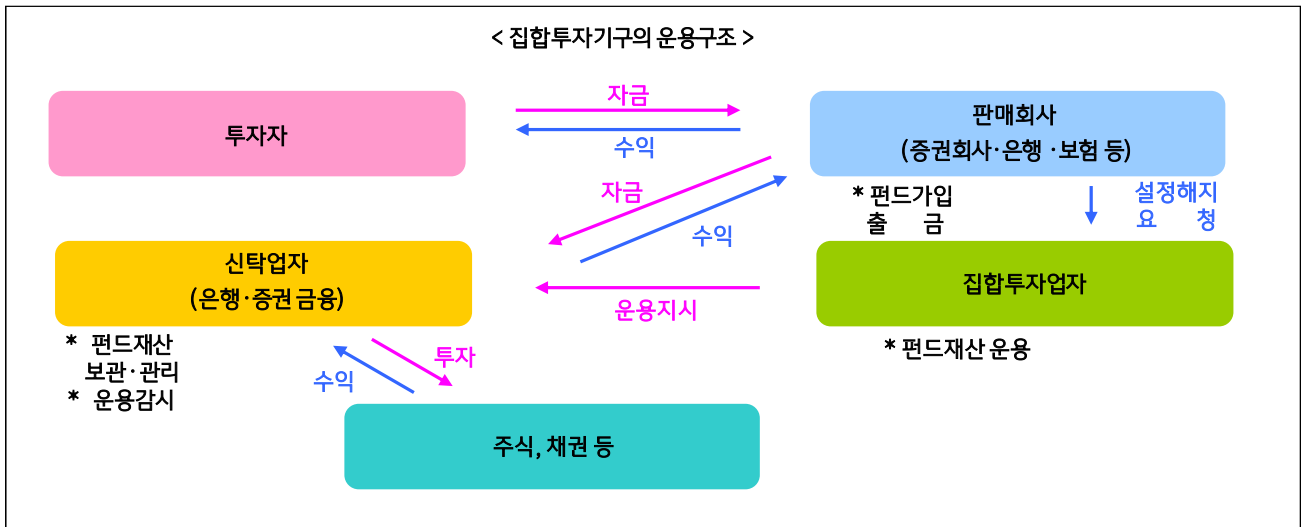 < 집합투자기구의 운용구조 >
투자자
자금
수익
판매회사
(증권회사·은행 ·보험 등)
* 펀드가입
출 금
설정해지
요 청
자금
수익
신탁업자
(은행·증권 금융)
운용지시
집합투자업자
* 펀드재산
보관·관리
* 운용감시
* 펀드재산 운용
투자
수익
주식, 채권 등